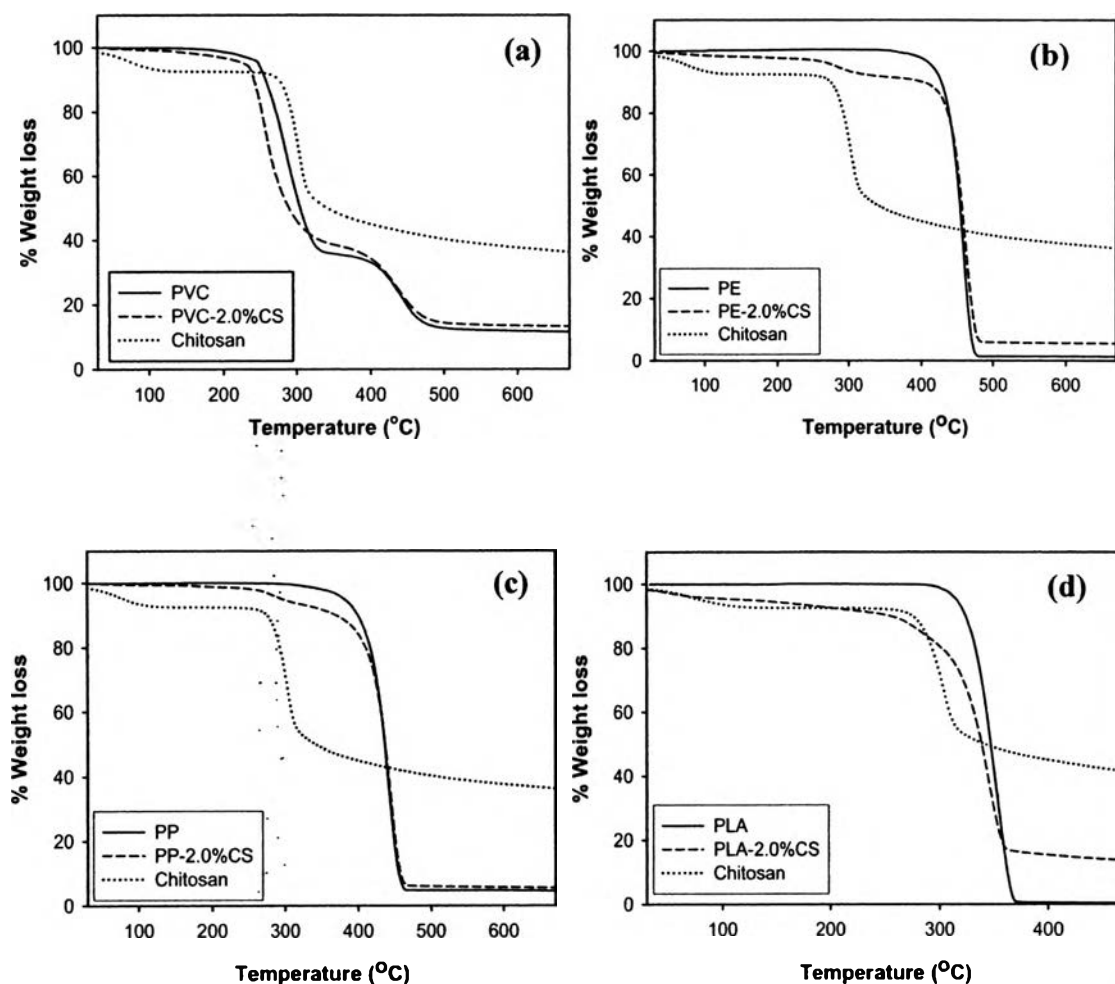 (a)
% Weight loss
100
80
60
40
20
0
PVC
PVC-2.0%CS
Chitosan
100 200 300 400 500 600
Temperature (°C)
(b)
% Weight loss
100
80
60
40
20
0
PE
PE-2.0%CS
Chitosan
100 200 300 400 500 600
Temperature (°C)
(c)
% Weight loss
100
80
60
40
20
0
PP
PP-2.0%CS
Chitosan
100 200 300 400 500 600
Temperature (°C)
(d)
% Weight loss
100
80
60
40
20
0
PLA
PLA-2.0%CS
Chitosan
100 200 300 400
Temperature (°C)